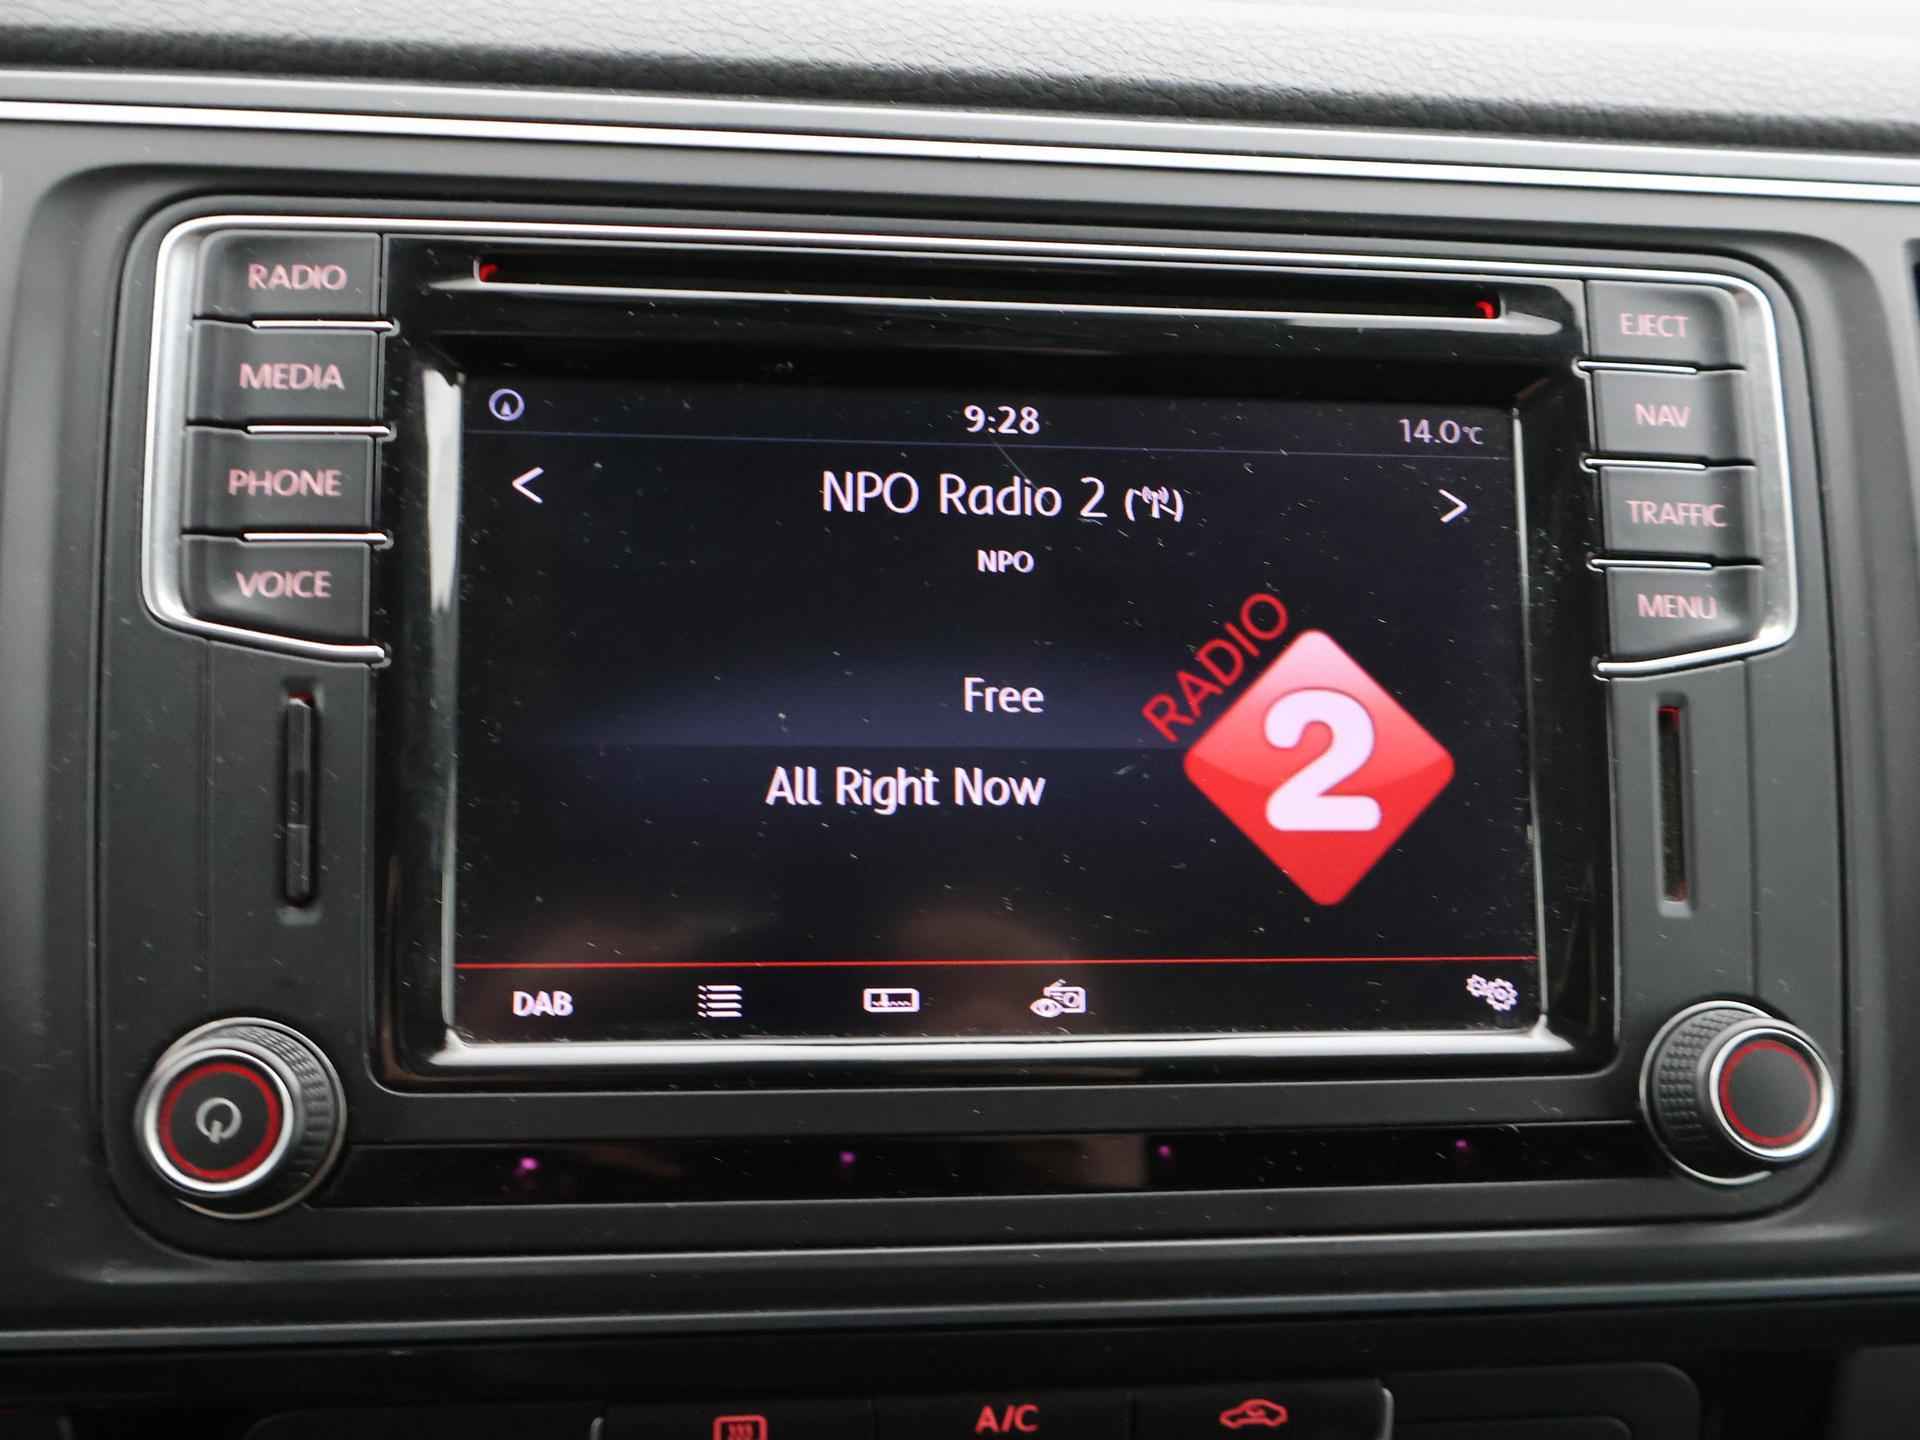 RADIO
MEDIA
PHONE
VOICE
EJECT
NAV
TRAFFIC
MENU
9:28
14.0°C
< NPO Radio 2 >
NPO
Free
All Right Now
RADIO
2
DAB
A/C